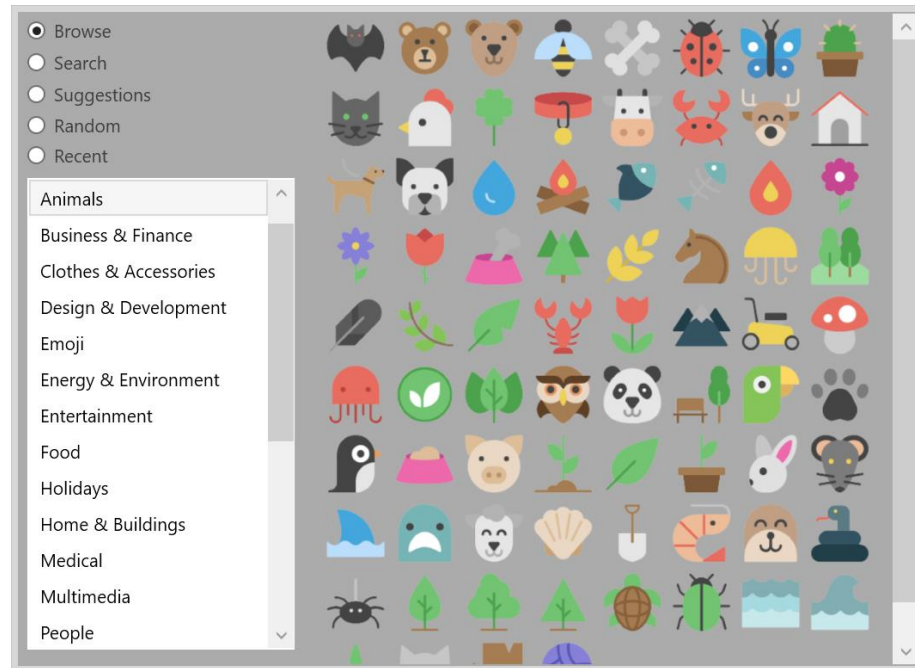 Browse
Search
Suggestions
Random
Recent
Animals
Business & Finance
Clothes & Accessories
Design & Development
Emoji
Energy & Environment
Entertainment
Food
Holidays
Home & Buildings
Medical
Multimedia
People